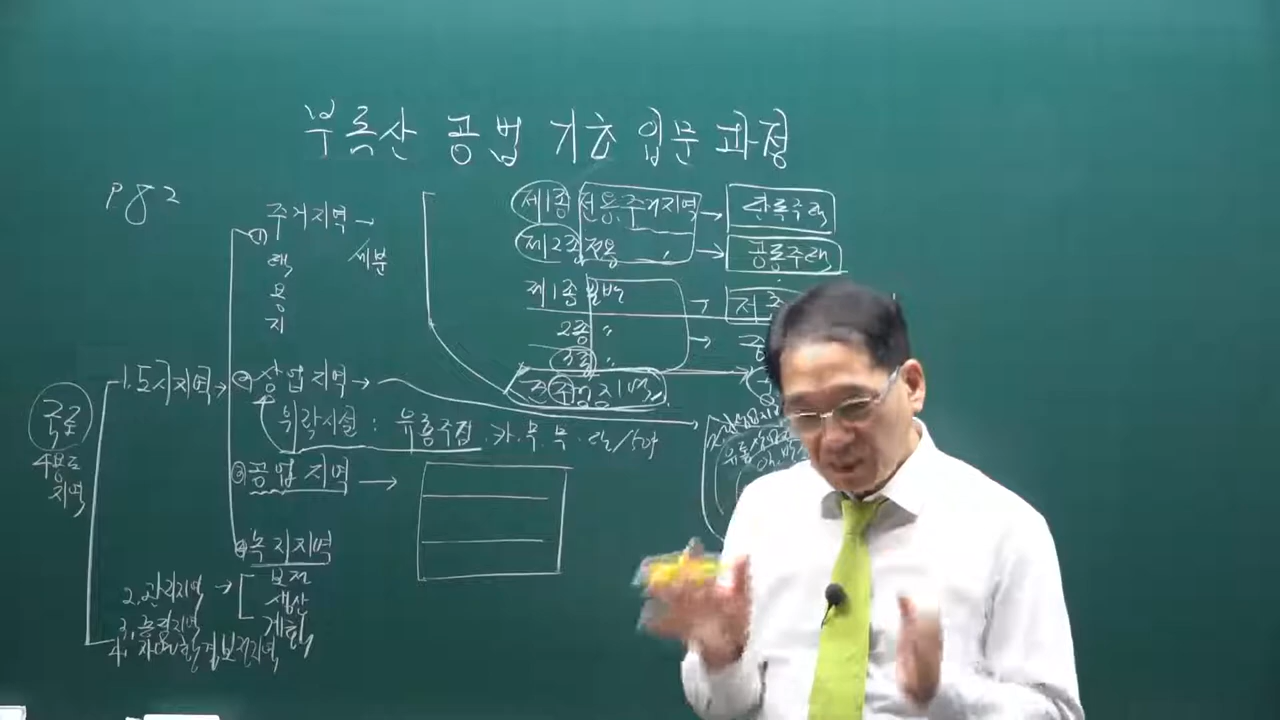 부동산 공법 기초 입문 과정
P82
주거지역 →
①
택
용
지
세분
제1종 전용주거지역 → 단독주택
제2종 전용 〃 → 공동주택
제1종 일반 → 저층
2종 〃 →
3종 〃
준주거지역
국토
4용도
지역
1. 도시지역 →
② 상업지역 →
위락시설 : 유흥주점
③ 공업지역 →
④ 녹지지역
2. 관리지역 →
보전
생산
계획
3. 농림지역
4. 자연환경보전지역